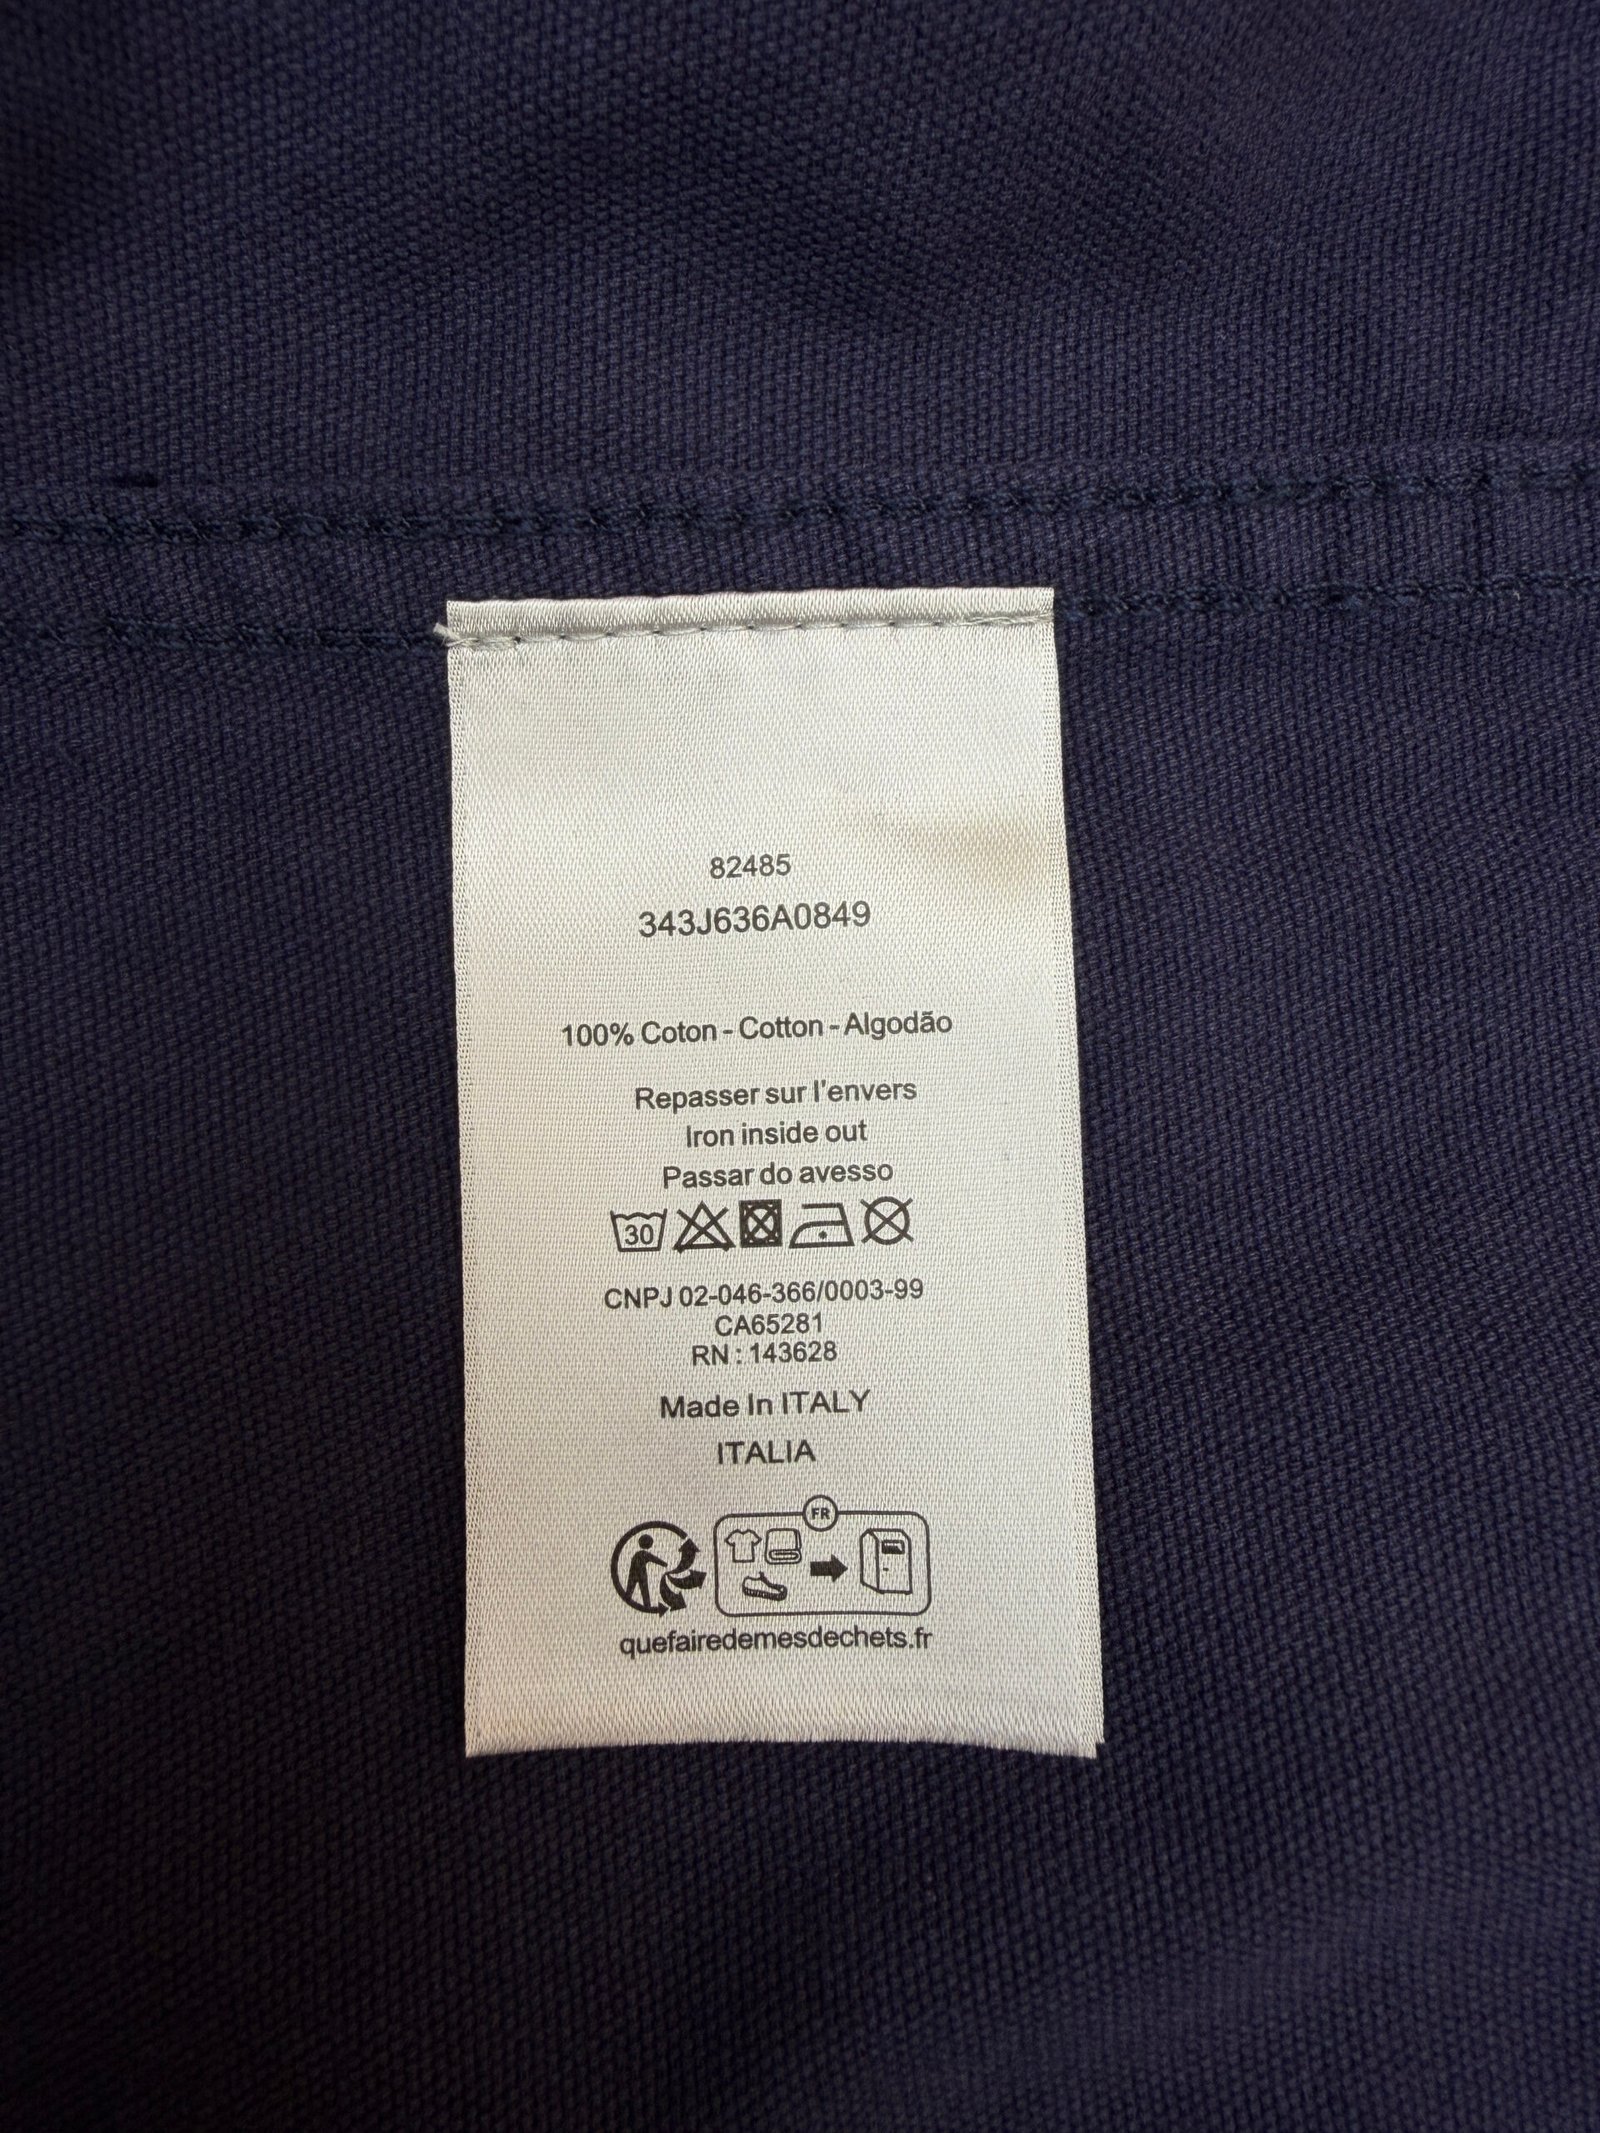 82485
343J636A0849
100% Coton - Cotton - Algodão
Repasser sur l'envers
Iron inside out
Passar do avesso
30
CNPJ 02-046-366/0003-99
CA65281
RN : 143628
Made In ITALY
ITALIA
FR
quefairedemesdechets.fr